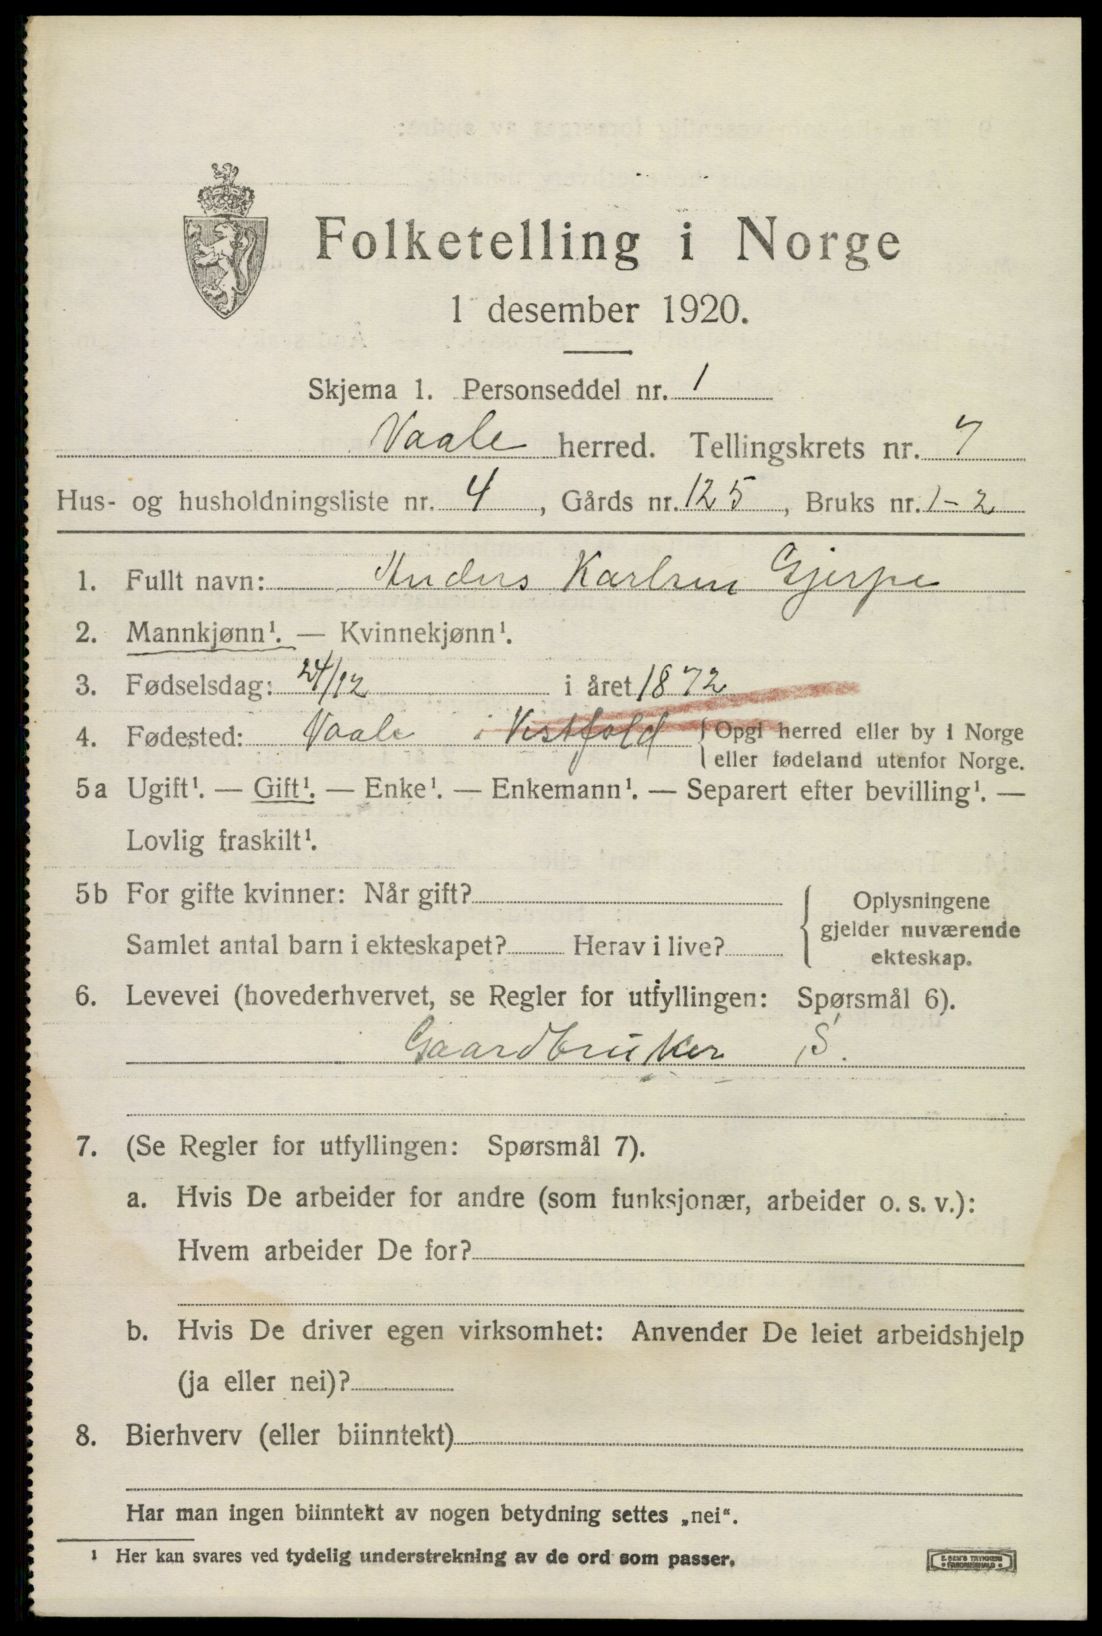 Folketelling i Norge
1 desember 1920.
Skjema 1. Personseddel nr. 1
Vaale herred. Tellingskrets nr. 7
Hus- og husholdningsliste nr. 4, Gårds nr. 125, Bruks nr. 1-2
1. Fullt navn: Anders Karlsen Gjerpe
2. Mannkjønn¹. — Kvinnekjønn¹.
3. Fødselsdag: 24/12 i året 1872
4. Fødested: Vaale i Vestfold { Opgi herred eller by i Norge
eller fødeland utenfor Norge.
5a Ugift¹. — Gift¹. — Enke¹. — Enkemann¹. — Separert efter bevilling¹. —
Lovlig fraskilt¹.
5b For gifte kvinner: Når gift? { Oplysningene
gjelder nuværende
Samlet antal barn i ekteskapet? Herav i live?
ekteskap.
6. Levevei (hovederhvervet, se Regler for utfyllingen: Spørsmål 6).
Gaardbruker S.
7. (Se Regler for utfyllingen: Spørsmål 7).
a. Hvis De arbeider for andre (som funksjonær, arbeider o. s. v.):
Hvem arbeider De for?
b. Hvis De driver egen virksomhet: Anvender De leiet arbeidshjelp
(ja eller nei)?
8. Bierhverv (eller biinntekt)
Har man ingen biinntekt av nogen betydning settes „nei“.
¹ Her kan svares ved tydelig understrekning av de ord som passer.